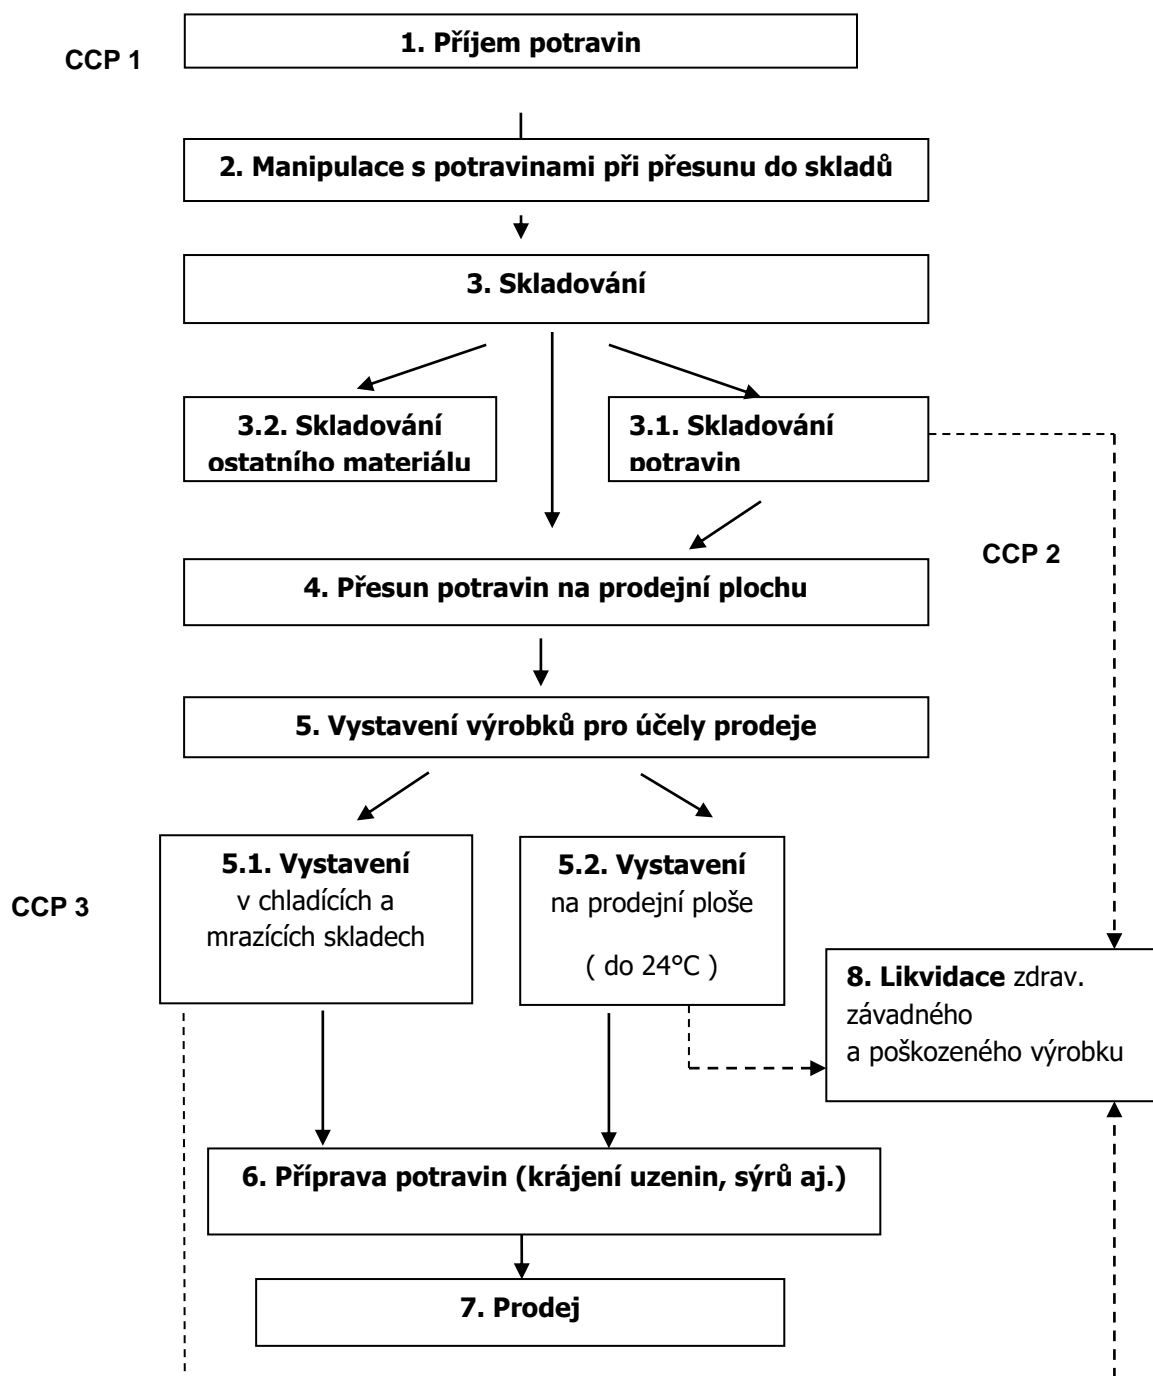 CCP 1
1. Příjem potravin
2. Manipulace s potravinami při přesunu do skladů
3. Skladování
3.2. Skladování
ostatního materiálu
3.1. Skladování
potravin
CCP 2
4. Přesun potravin na prodejní plochu
5. Vystavení výrobků pro účely prodeje
CCP 3
5.1. Vystavení
v chladících a
mrazících skladech
5.2. Vystavení
na prodejní ploše
( do 24°C )
8. Likvidace zdrav.
závadného
a poškozeného výrobku
6. Příprava potravin (krájení uzenin, sýrů aj.)
7. Prodej